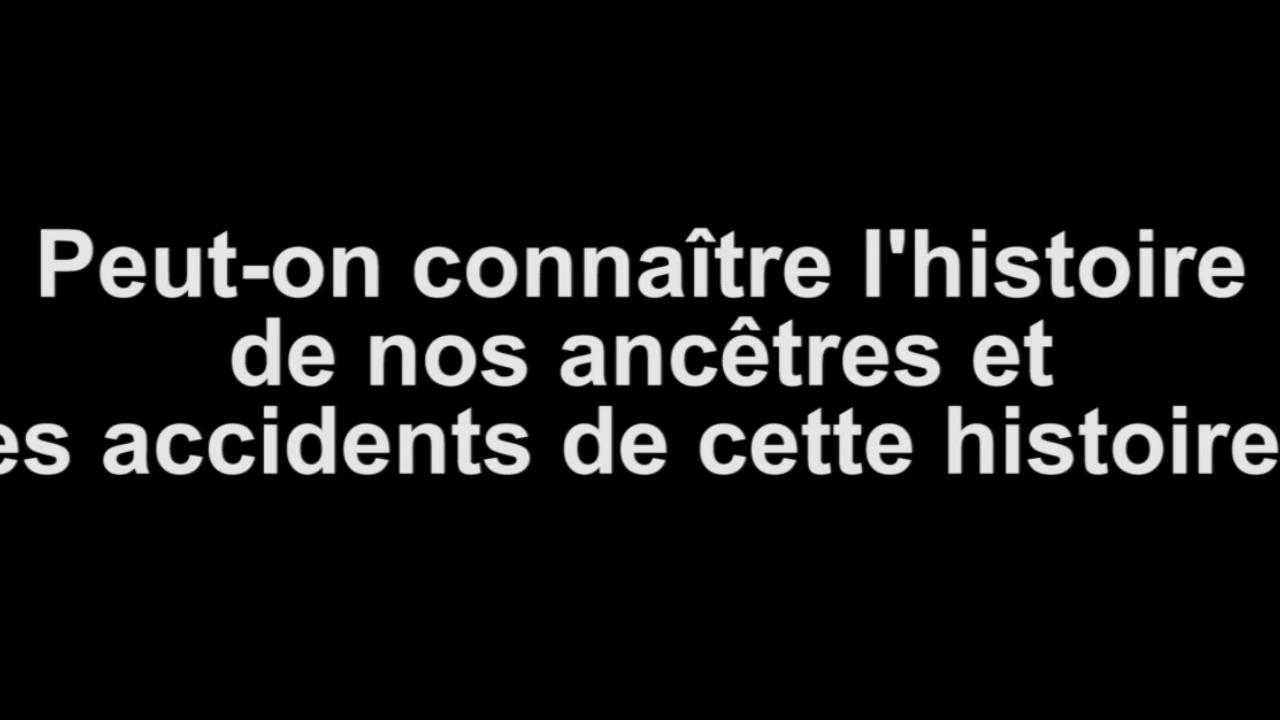 Peut-on connaître l'histoire
de nos ancêtres et
es accidents de cette histoire